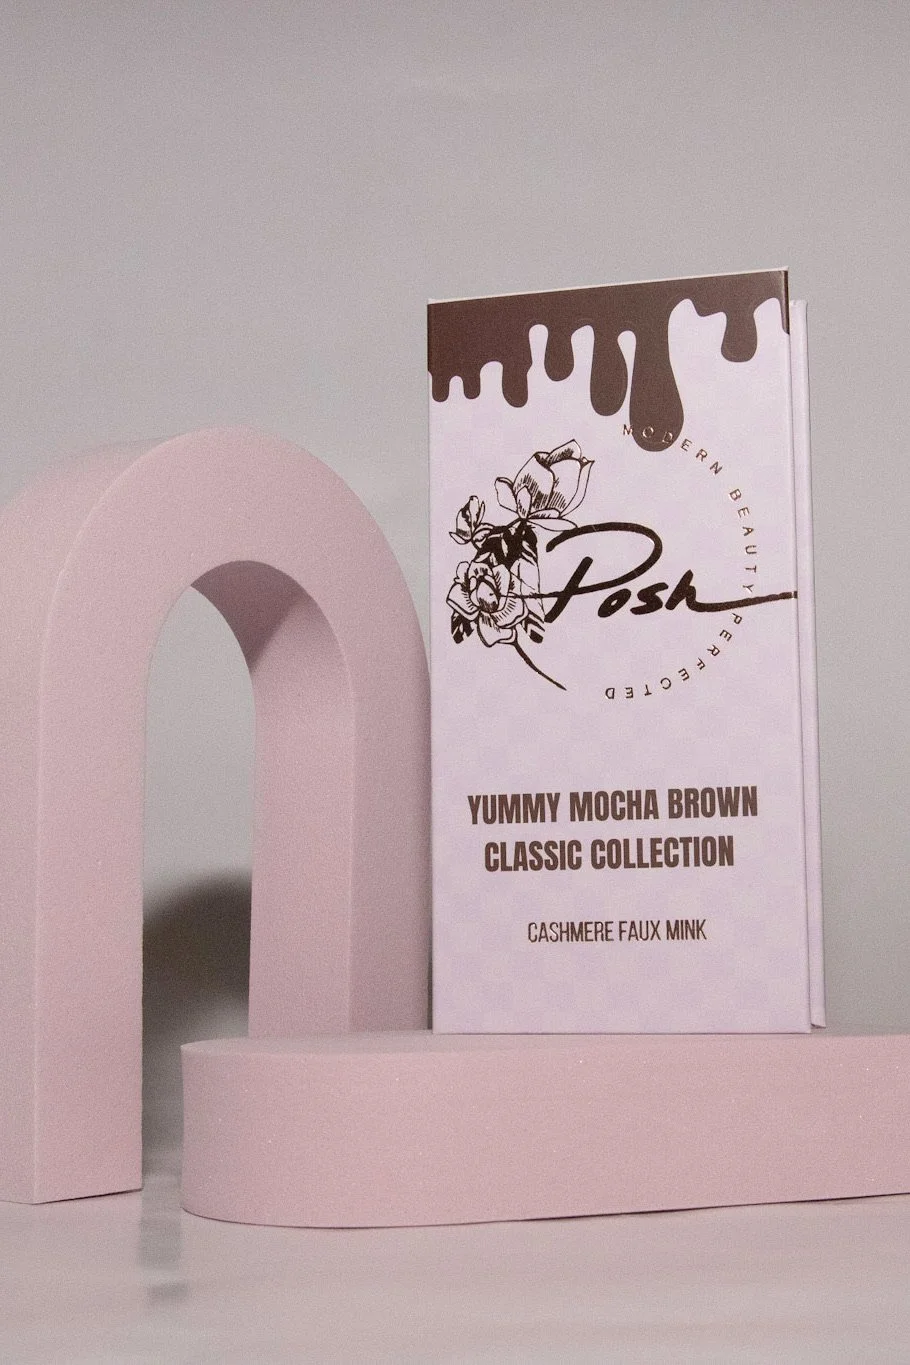 MODERN BEAUTY PERFECTED
Posh
YUMMY MOCHA BROWN
CLASSIC COLLECTION
CASHMERE FAUX MINK